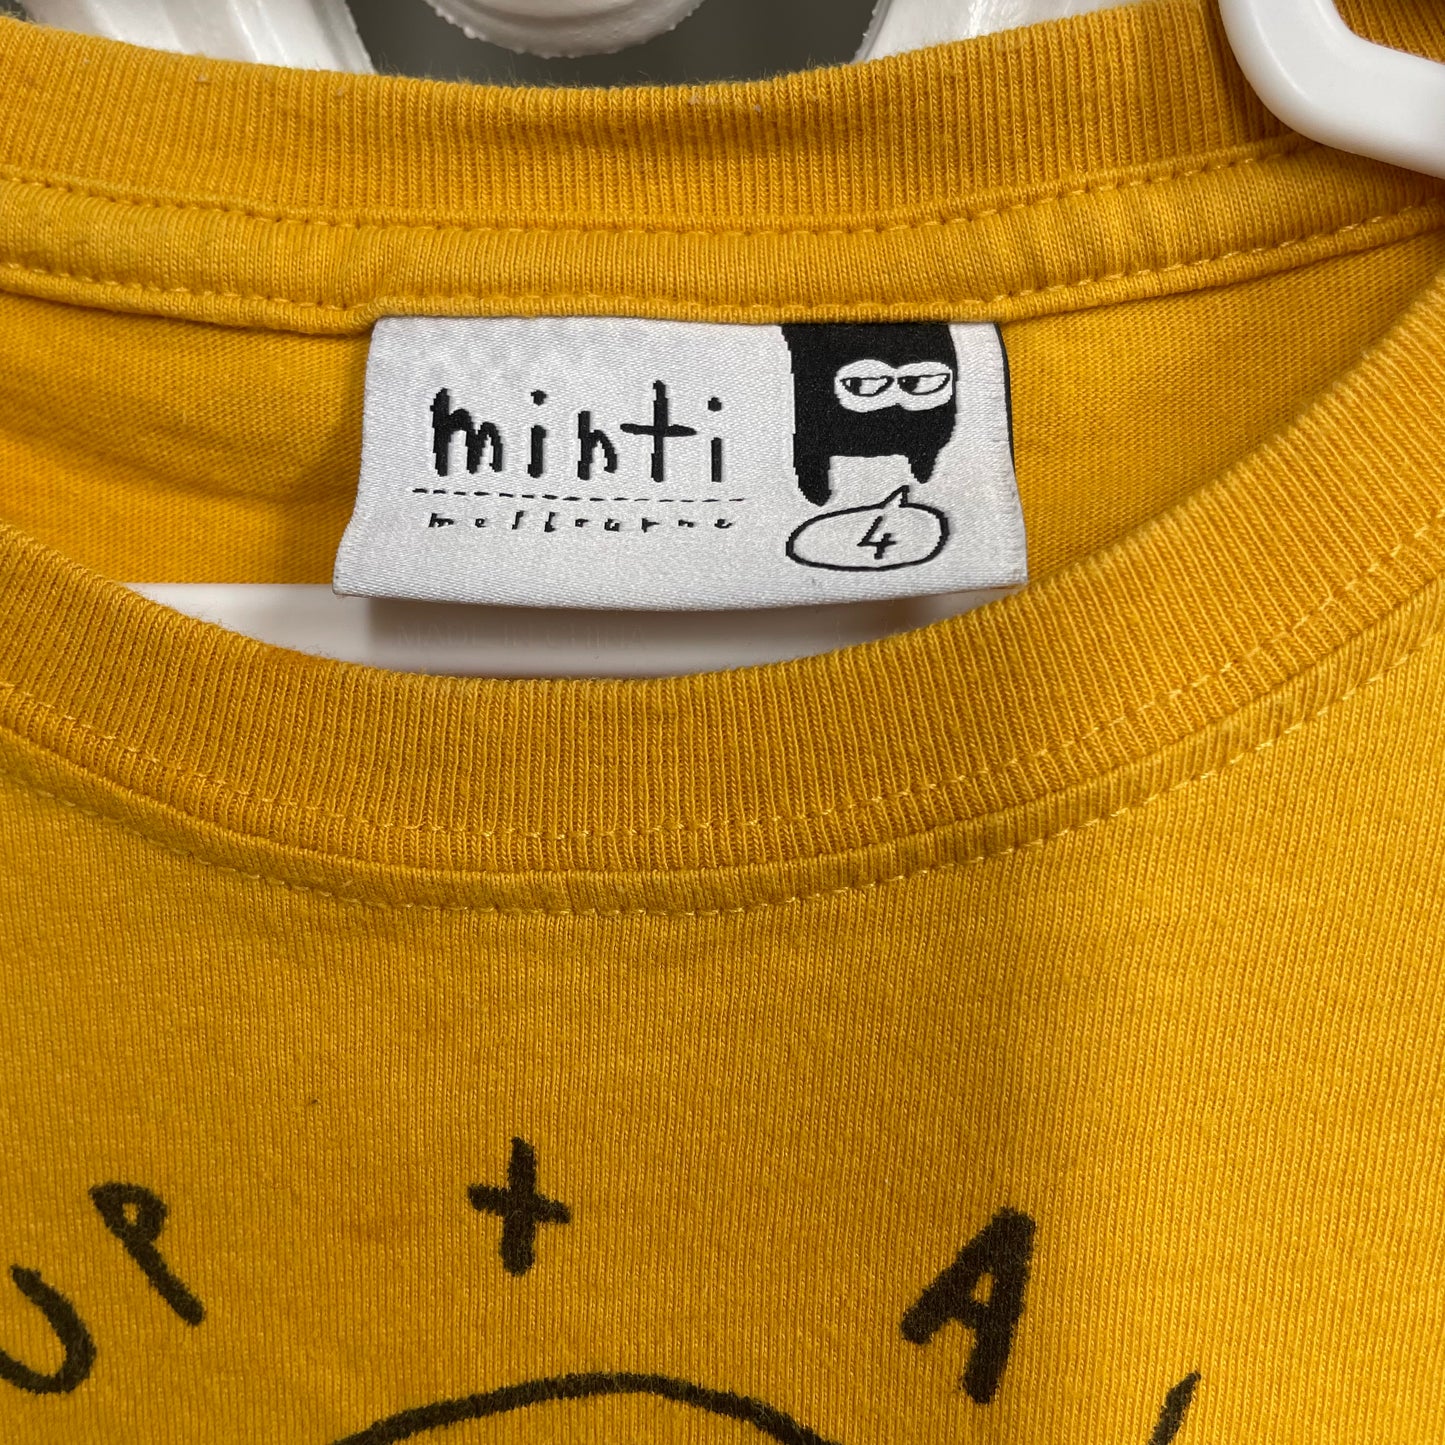 minti
melbourne
4
MADE IN CHINA
UP + A